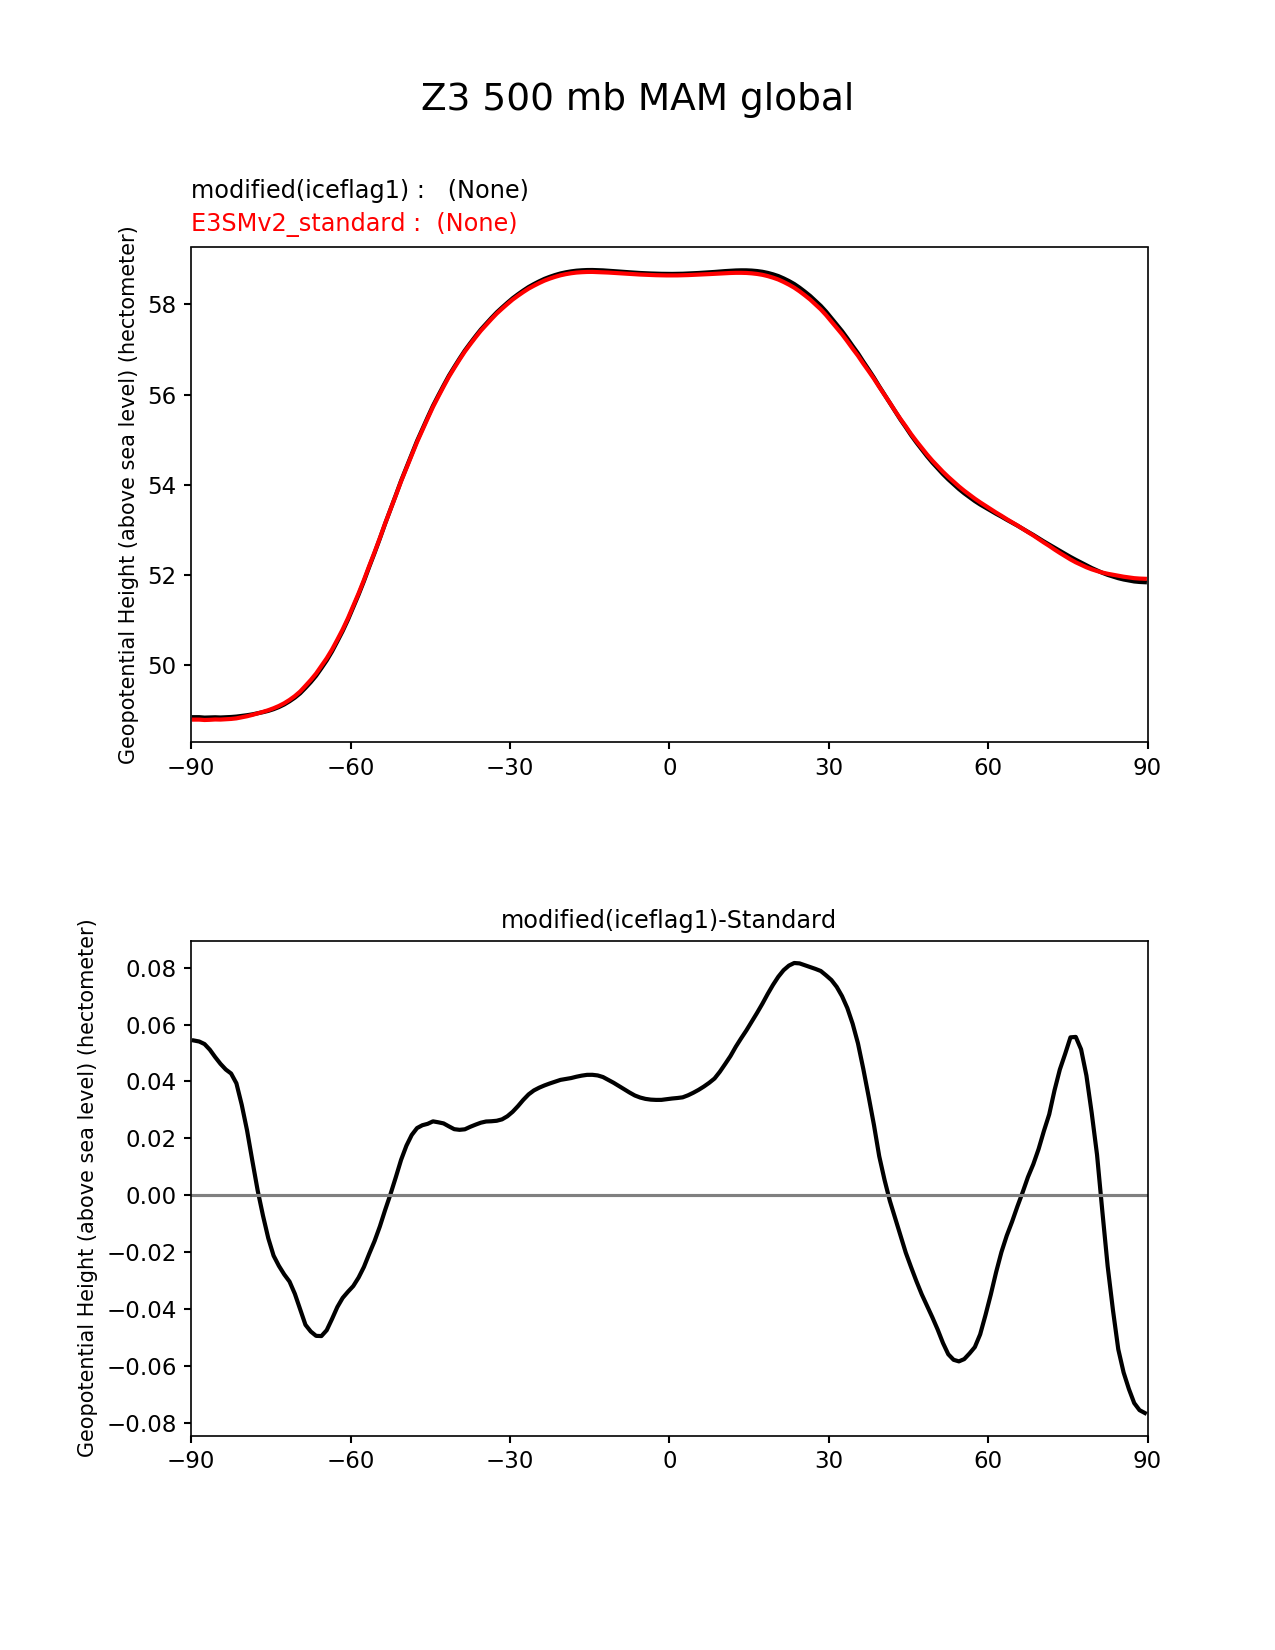 Z3 500 mb MAM global
modified(iceflag1) :   (None)
E3SMv2_standard :  (None)
Geopotential Height (above sea level) (hectometer)
58
56
54
52
50
−90 −60 −30 0 30 60 90
modified(iceflag1)-Standard
Geopotential Height (above sea level) (hectometer)
0.08
0.06
0.04
0.02
0.00
−0.02
−0.04
−0.06
−0.08
−90 −60 −30 0 30 60 90